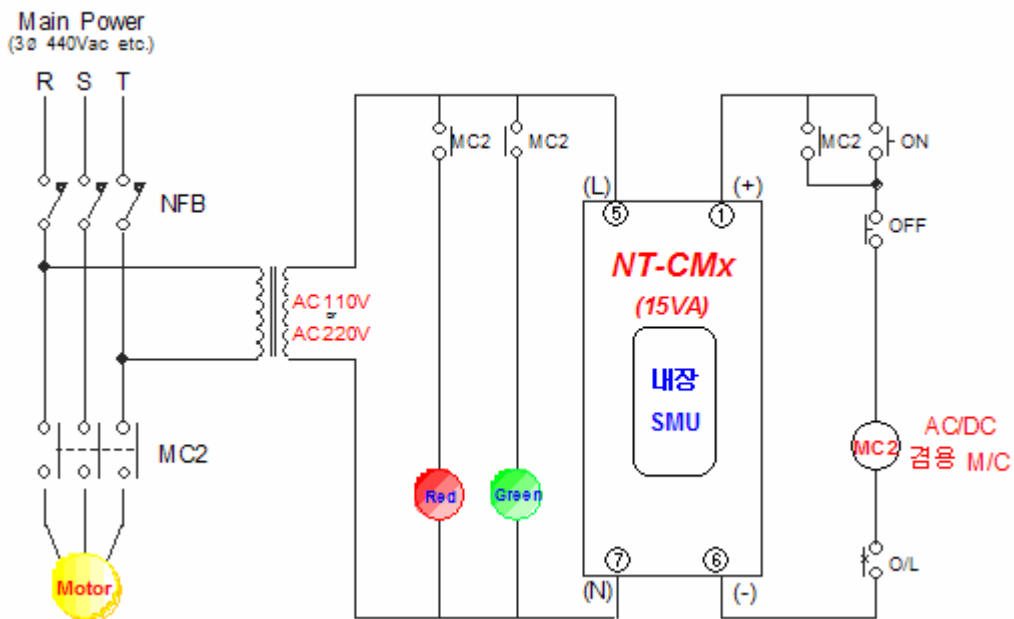 Main Power
(3ø 440Vac etc.)
R S T
NFB
MC2
Motor
AC110V
or
AC220V
MC2
MC2
Red
Green
(L)
5
1
(+)
NT-CMx
(15VA)
내장
SMU
7
6
(N)
(-)
MC2
ON
OFF
MC2
AC/DC
겸용 M/C
O/L